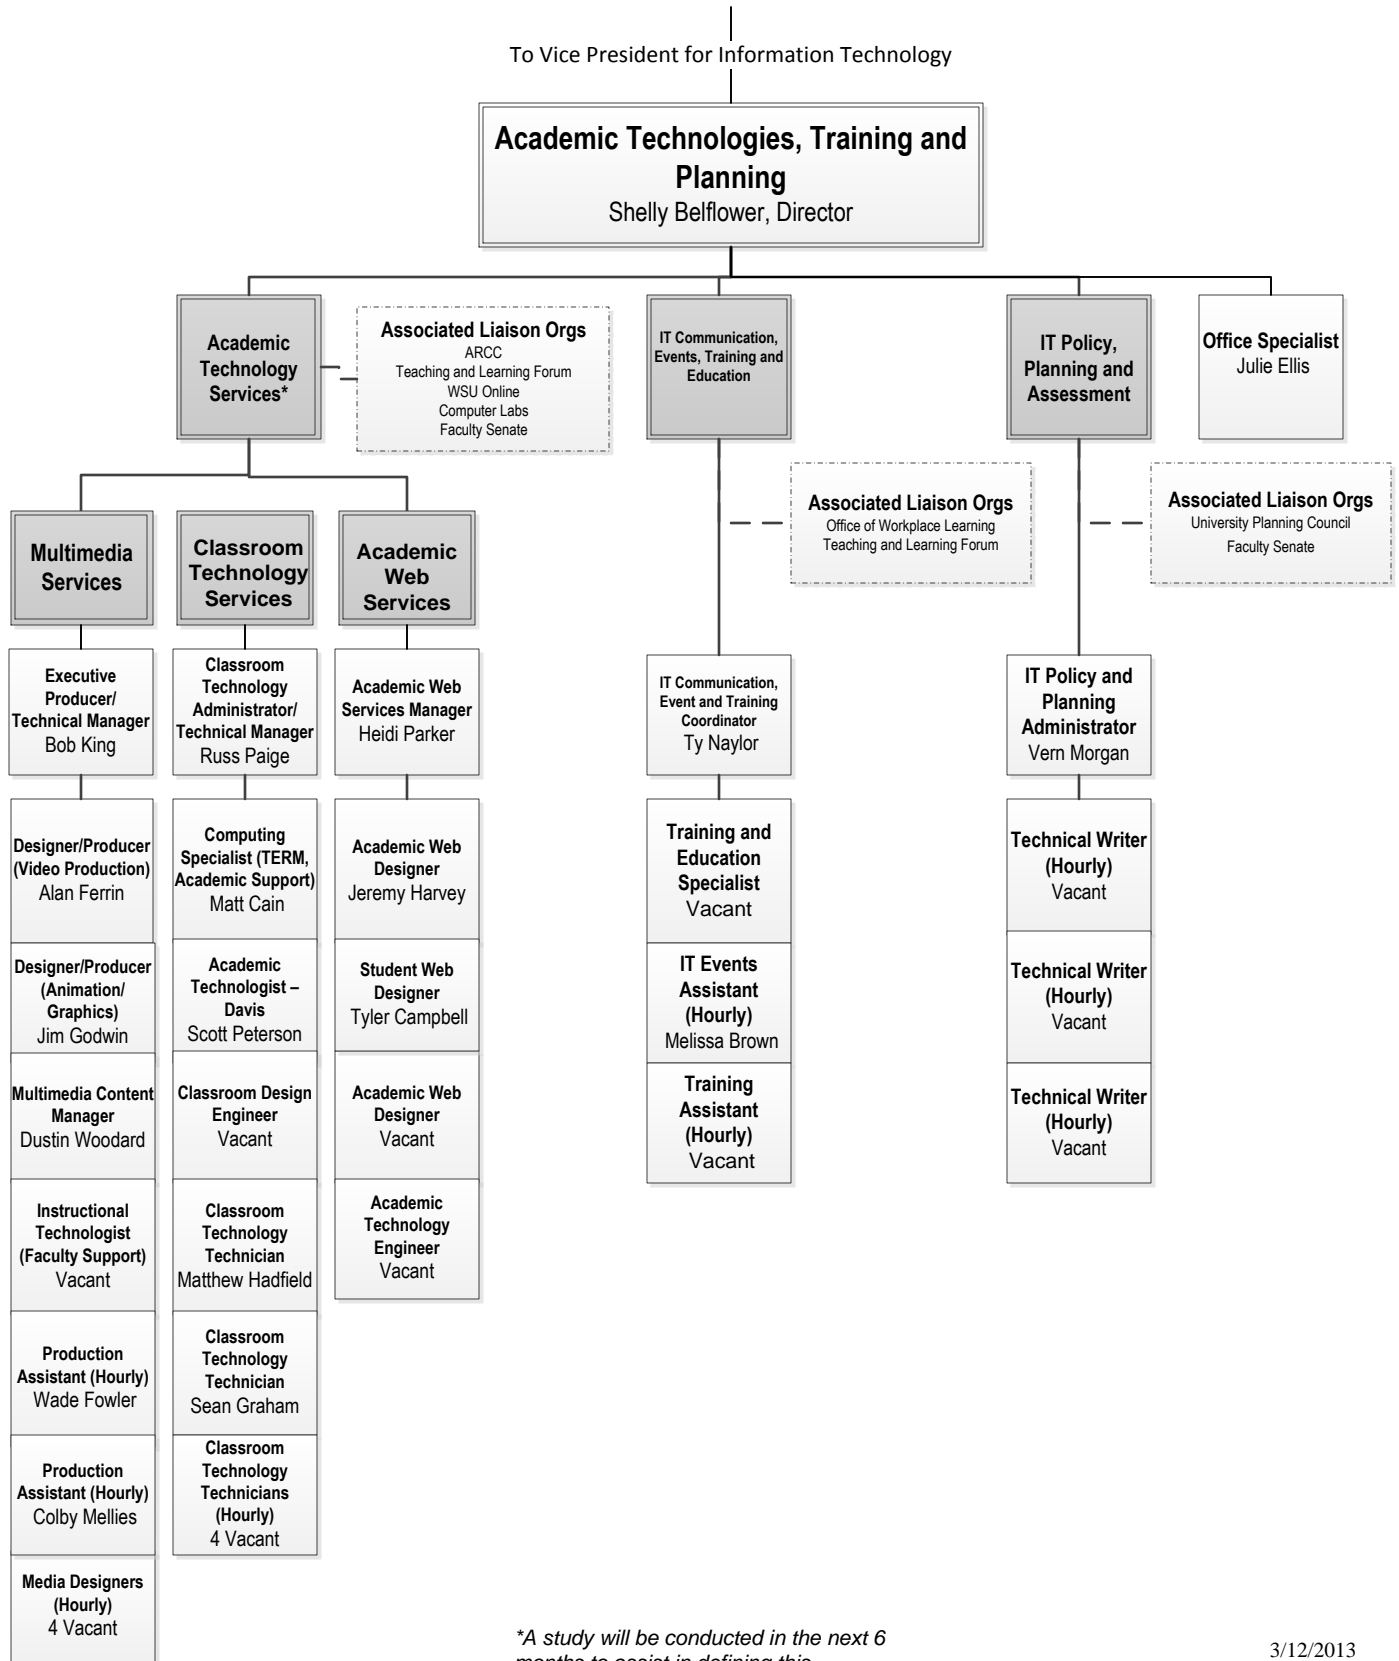 To Vice President for Information Technology
Academic Technologies, Training and
Planning
Shelly Belflower, Director
Academic
Technology
Services*
Associated Liaison Orgs
ARCC
Teaching and Learning Forum
WSU Online
Computer Labs
Faculty Senate
IT Communication,
Events, Training and
Education
IT Policy,
Planning and
Assessment
Office Specialist
Julie Ellis
Associated Liaison Orgs
Office of Workplace Learning
Teaching and Learning Forum
Associated Liaison Orgs
University Planning Council
Faculty Senate
Multimedia
Services
Classroom
Technology
Services
Academic
Web
Services
Executive
Producer/
Technical Manager
Bob King
Classroom
Technology
Administrator/
Technical Manager
Russ Paige
Academic Web
Services Manager
Heidi Parker
IT Communication,
Event and Training
Coordinator
Ty Naylor
IT Policy and
Planning
Administrator
Vern Morgan
Designer/Producer
(Video Production)
Alan Ferrin
Designer/Producer
(Animation/
Graphics)
Jim Godwin
Multimedia Content
Manager
Dustin Woodard
Instructional
Technologist
(Faculty Support)
Vacant
Production
Assistant (Hourly)
Wade Fowler
Production
Assistant (Hourly)
Colby Mellies
Media Designers
(Hourly)
4 Vacant
Computing
Specialist (TERM,
Academic Support)
Matt Cain
Academic
Technologist –
Davis
Scott Peterson
Classroom Design
Engineer
Vacant
Classroom
Technology
Technician
Matthew Hadfield
Classroom
Technology
Technician
Sean Graham
Classroom
Technology
Technicians
(Hourly)
4 Vacant
Academic Web
Designer
Jeremy Harvey
Student Web
Designer
Tyler Campbell
Academic Web
Designer
Vacant
Academic
Technology
Engineer
Vacant
Training and
Education
Specialist
Vacant
IT Events
Assistant
(Hourly)
Melissa Brown
Training
Assistant
(Hourly)
Vacant
Technical Writer
(Hourly)
Vacant
Technical Writer
(Hourly)
Vacant
Technical Writer
(Hourly)
Vacant
*A study will be conducted in the next 6
months to assist in defining this
3/12/2013